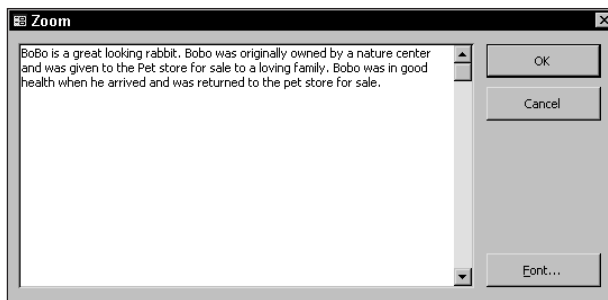 Zoom
BoBo is a great looking rabbit. Bobo was originally owned by a nature center
and was given to the Pet store for sale to a loving family. Bobo was in good
health when he arrived and was returned to the pet store for sale.
OK
Cancel
Font...